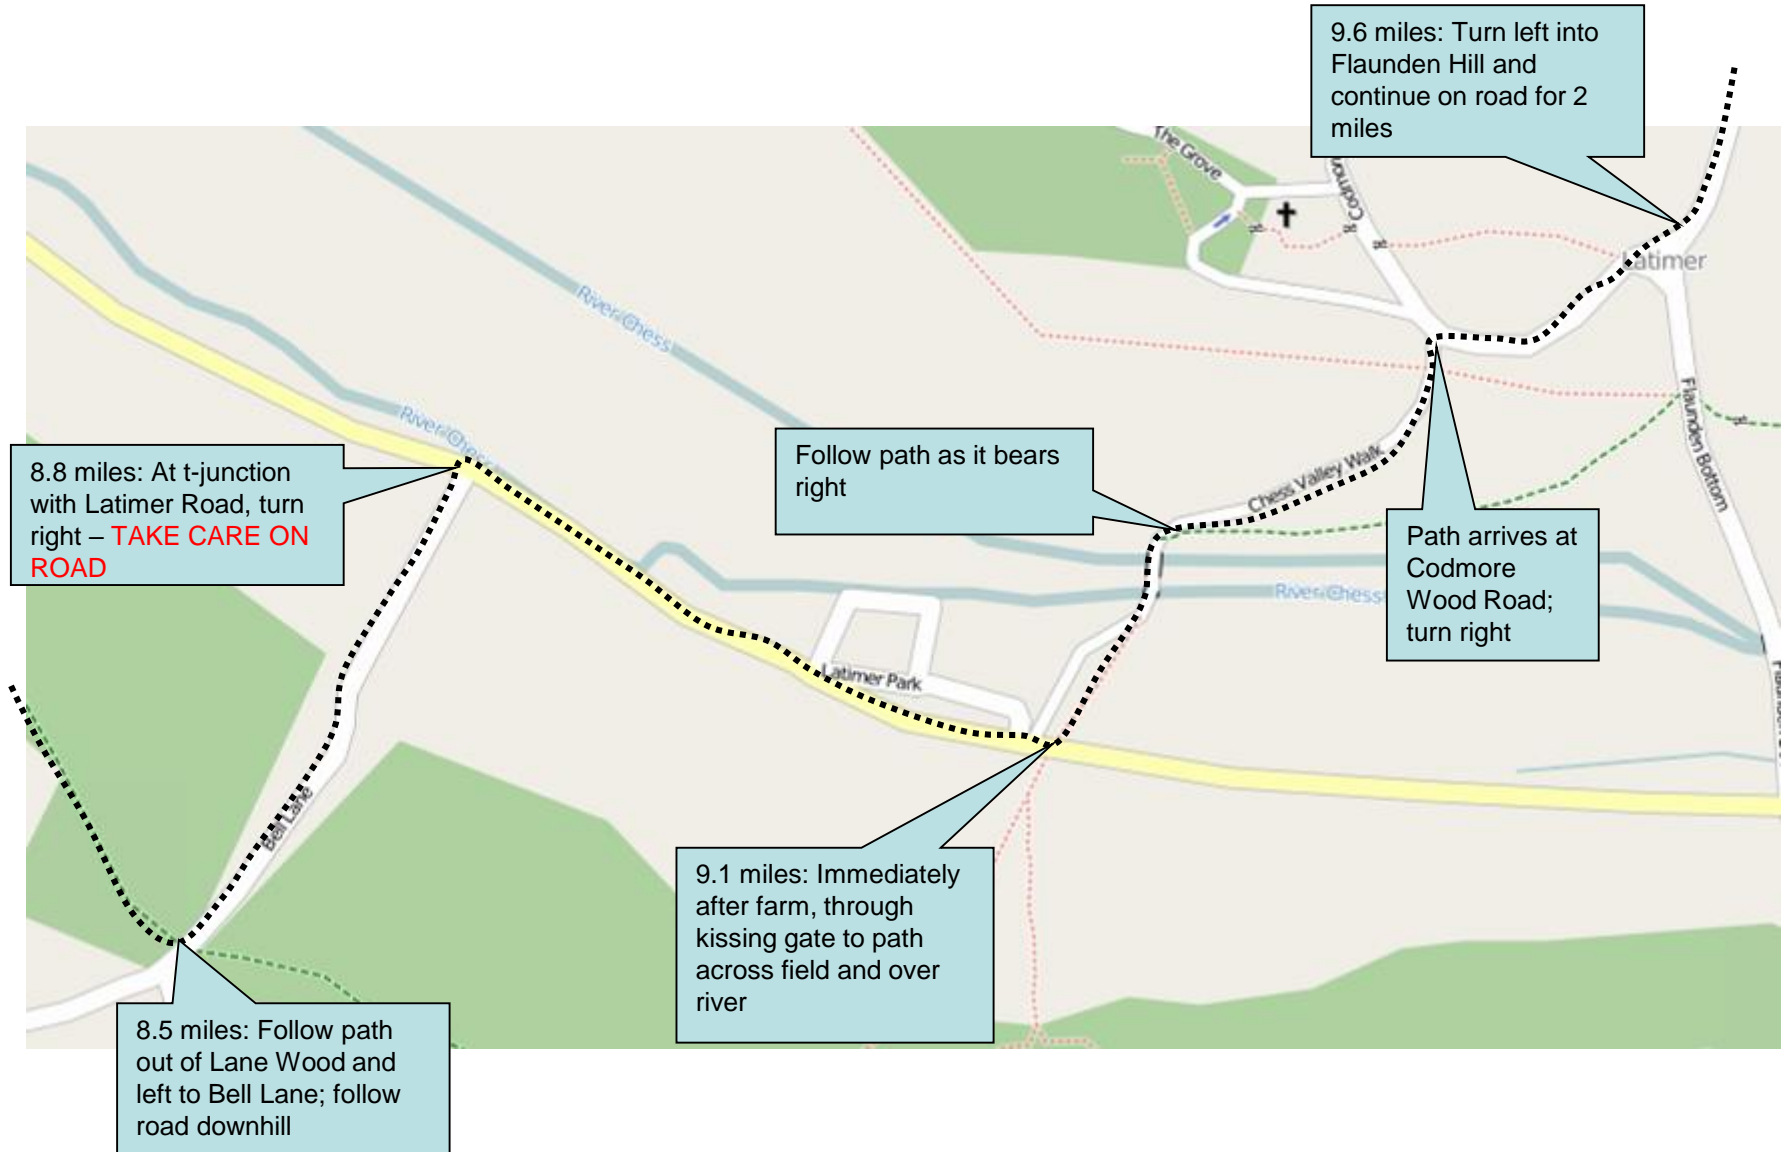 9.6 miles: Turn left into
Flaunden Hill and
continue on road for 2
miles
The Grove
Latimer
River Chess
River Chess
8.8 miles: At t-junction
with Latimer Road, turn
right – TAKE CARE ON
ROAD
Follow path as it bears
right
Chess Valley Walk
Flaunden Bottom
Path arrives at
Codmore
Wood Road;
turn right
River Chess
Latimer Park
Bell Lane
9.1 miles: Immediately
after farm, through
kissing gate to path
across field and over
river
8.5 miles: Follow path
out of Lane Wood and
left to Bell Lane; follow
road downhill